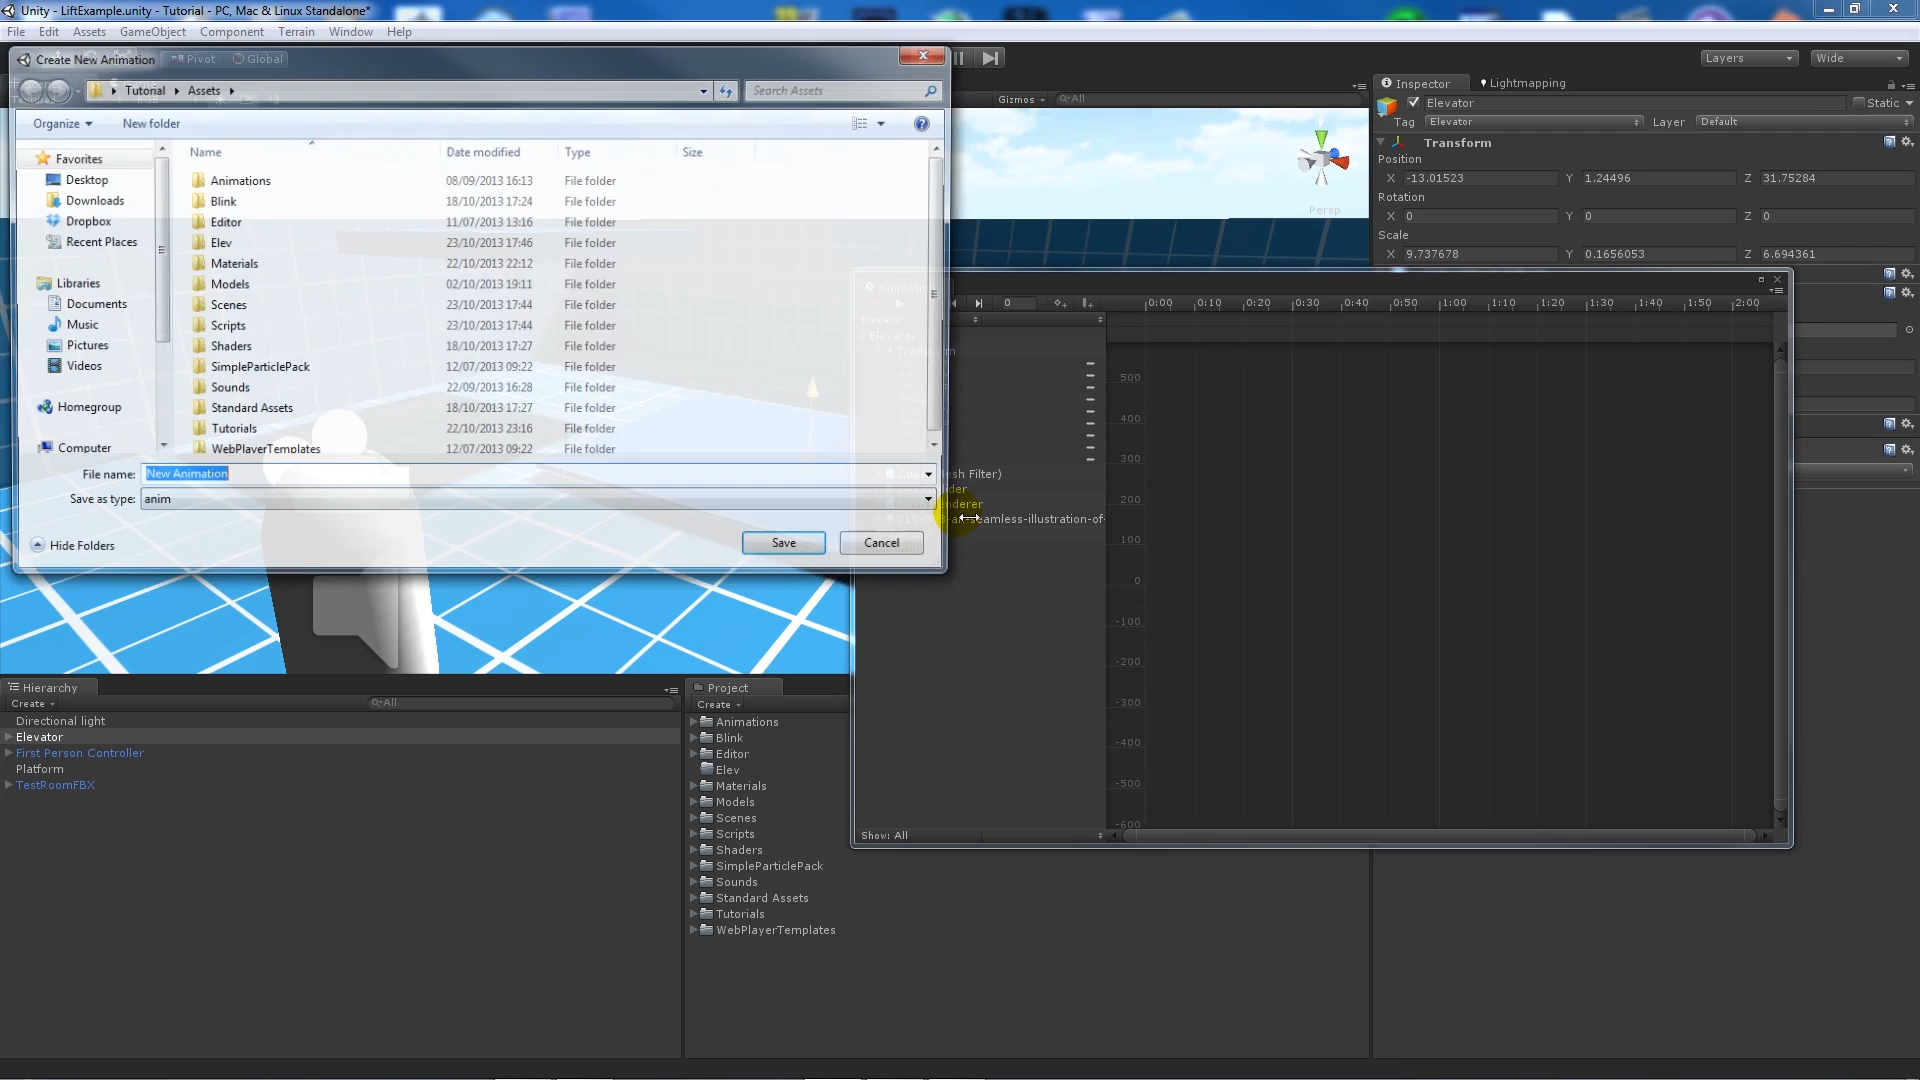 Unity - LiftExample.unity - Tutorial - PC, Mac & Linux Standalone*
File Edit Assets GameObject Component Terrain Window Help
Create New Animation
Pivot Global
Layers
Wide
Tutorial Assets
Search Assets
Organize New folder
Name Date modified Type Size
Favorites
Desktop
Downloads
Dropbox
Recent Places
Libraries
Documents
Music
Pictures
Videos
Homegroup
Computer
Animations 08/09/2013 16:13 File folder
Blink 18/10/2013 17:24 File folder
Editor 11/07/2013 13:16 File folder
Elev 23/10/2013 17:46 File folder
Materials 22/10/2013 22:12 File folder
Models 02/10/2013 19:11 File folder
Scenes 23/10/2013 17:44 File folder
Scripts 23/10/2013 17:44 File folder
Shaders 18/10/2013 17:27 File folder
SimpleParticlePack 12/07/2013 09:22 File folder
Sounds 22/09/2013 16:28 File folder
Standard Assets 18/10/2013 17:27 File folder
Tutorials 22/10/2013 23:16 File folder
WebPlayerTemplates 12/07/2013 09:22 File folder
File name: New Animation
Save as type: anim
Hide Folders
Save
Cancel
Gizmos All
Persp
Inspector Lightmapping
Elevator Static
Tag Elevator Layer Default
Transform
Position
X -13.01523 Y 1.24496 Z 31.75284
Rotation
X 0 Y 0 Z 0
Scale
X 9.737678 Y 0.1656053 Z 6.694361
0
0:00 0:10 0:20 0:30 0:40 0:50 1:00 1:10 1:20 1:30 1:40 1:50 2:00
Elevator
Transform
500
400
300
200
100
0
-100
-200
-300
-400
-500
-600
Show: All
Hierarchy
Create All
Directional light
Elevator
First Person Controller
Platform
TestRoomFBX
Project
Create
Animations
Blink
Editor
Elev
Materials
Models
Scenes
Scripts
Shaders
SimpleParticlePack
Sounds
Standard Assets
Tutorials
WebPlayerTemplates